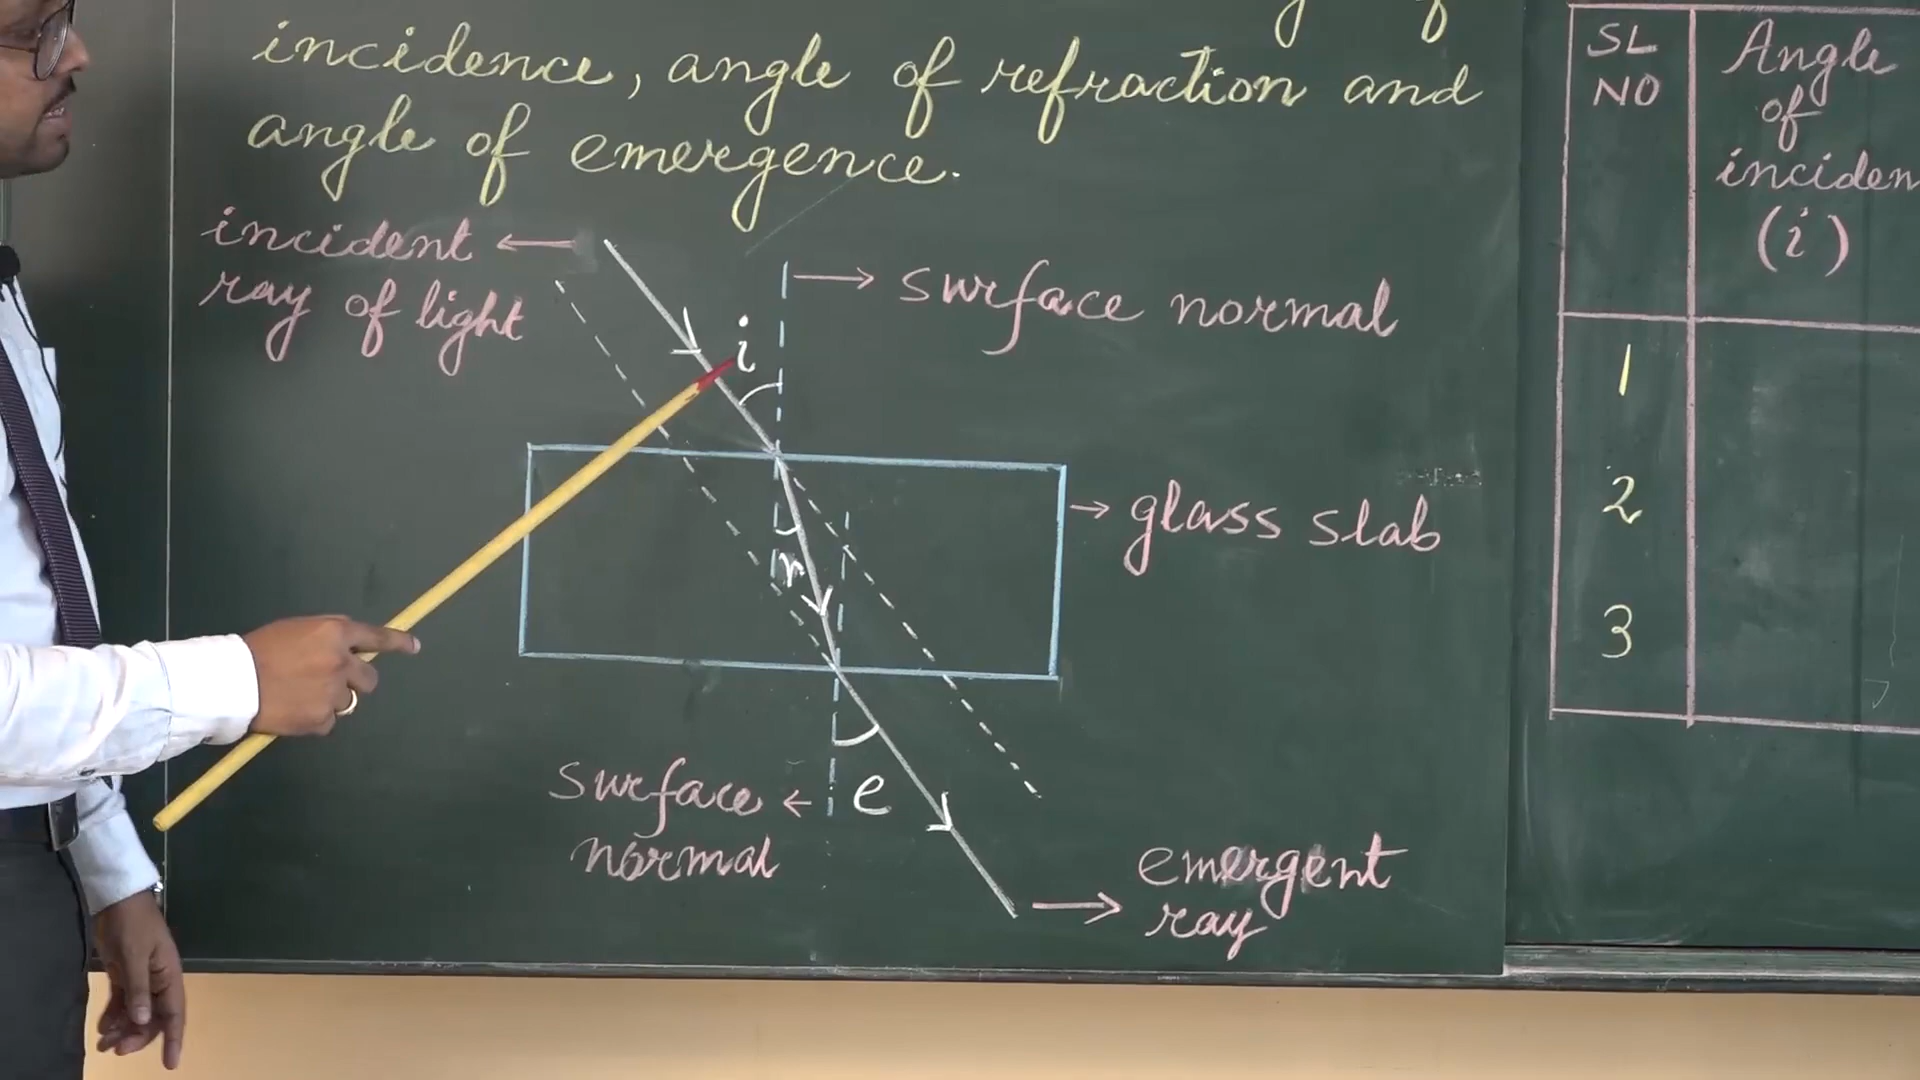 incidence, angle of refraction and
angle of emergence.
incident
ray of light
surface normal
i
glass slab
r
surface
normal
e
emergent
ray
SL
NO
Angle
of
inciden
(i)
1
2
3